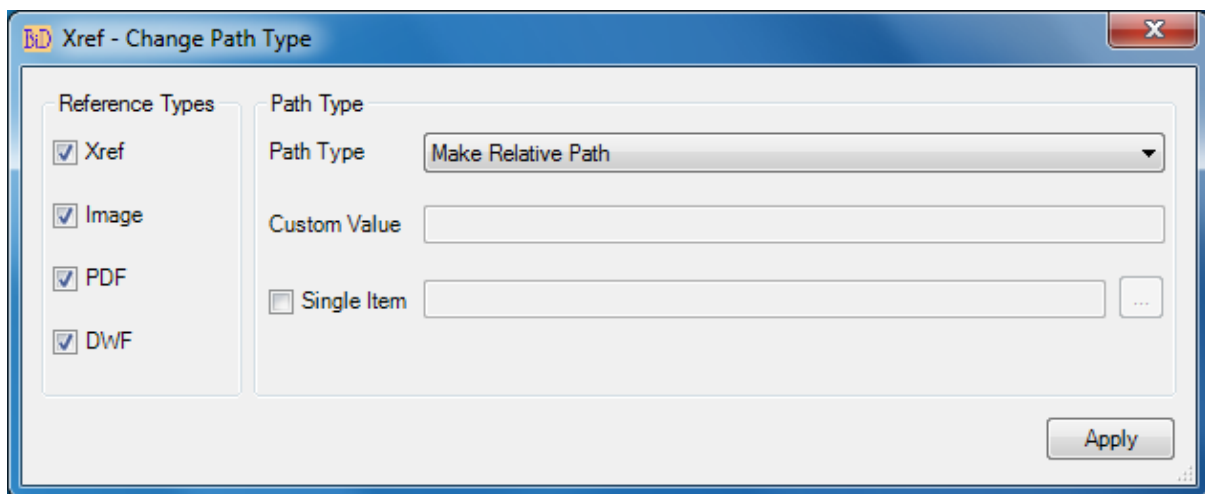 BiD Xref - Change Path Type
Reference Types
Xref
Image
PDF
DWF
Path Type
Path Type Make Relative Path
Custom Value
Single Item ...
Apply